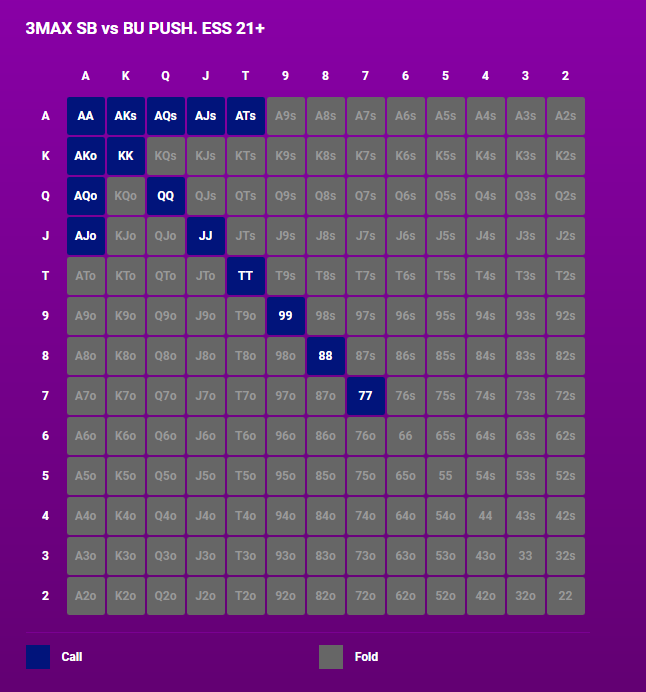 3MAX SB vs BU PUSH. ESS 21+
A K Q J T 9 8 7 6 5 4 3 2
A AA AKs AQs AJs ATs A9s A8s A7s A6s A5s A4s A3s A2s
K AKo KK KQs KJs KTs K9s K8s K7s K6s K5s K4s K3s K2s
Q AQo KQo QQ QJs QTs Q9s Q8s Q7s Q6s Q5s Q4s Q3s Q2s
J AJo KJo QJo JJ JTs J9s J8s J7s J6s J5s J4s J3s J2s
T ATo KTo QTo JTo TT T9s T8s T7s T6s T5s T4s T3s T2s
9 A9o K9o Q9o J9o T9o 99 98s 97s 96s 95s 94s 93s 92s
8 A8o K8o Q8o J8o T8o 98o 88 87s 86s 85s 84s 83s 82s
7 A7o K7o Q7o J7o T7o 97o 87o 77 76s 75s 74s 73s 72s
6 A6o K6o Q6o J6o T6o 96o 86o 76o 66 65s 64s 63s 62s
5 A5o K5o Q5o J5o T5o 95o 85o 75o 65o 55 54s 53s 52s
4 A4o K4o Q4o J4o T4o 94o 84o 74o 64o 54o 44 43s 42s
3 A3o K3o Q3o J3o T3o 93o 83o 73o 63o 53o 43o 33 32s
2 A2o K2o Q2o J2o T2o 92o 82o 72o 62o 52o 42o 32o 22
Call Fold